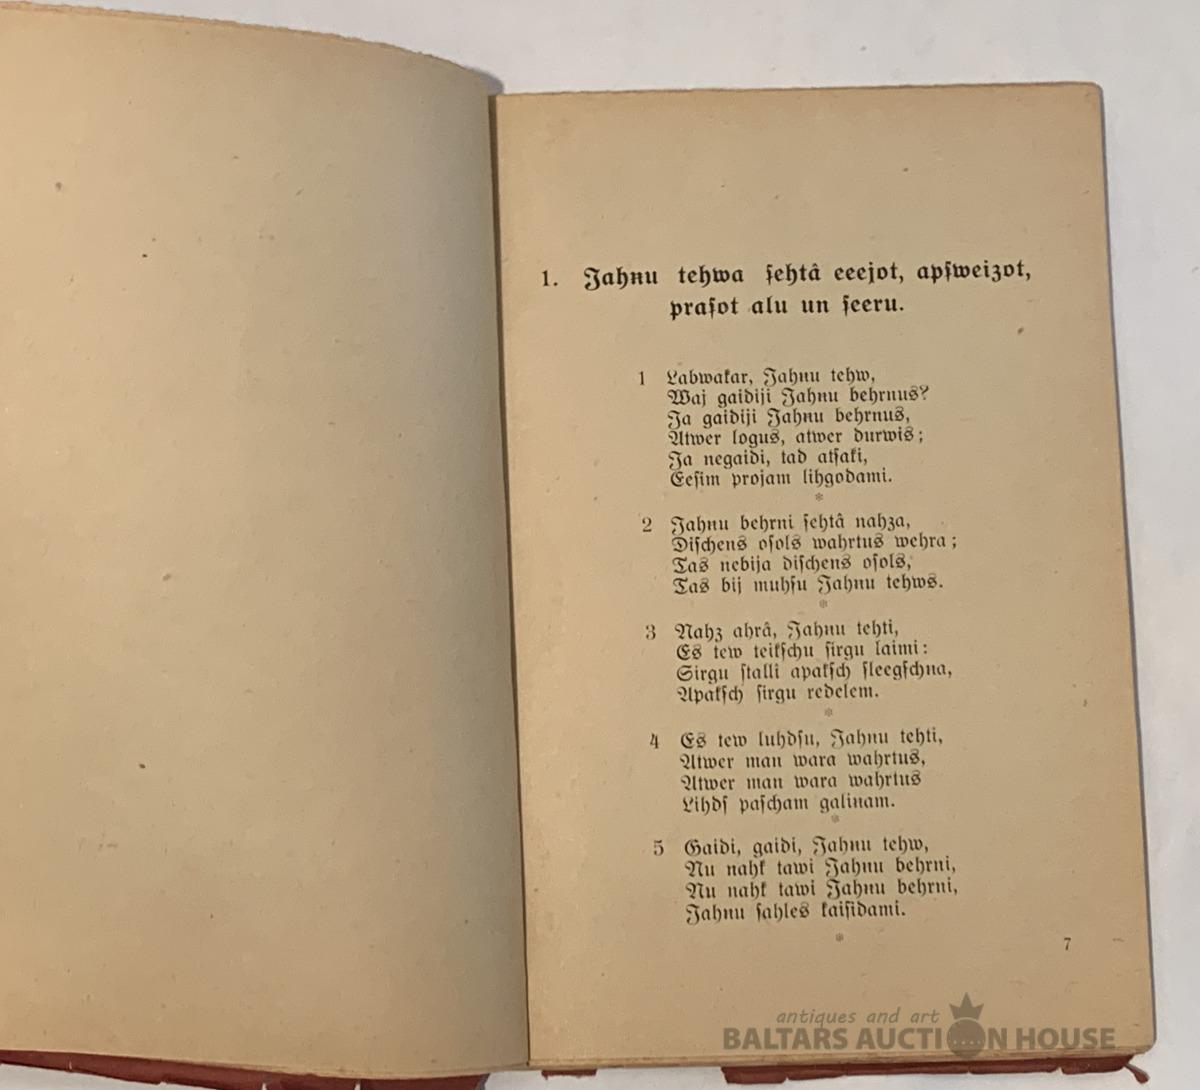 1. Jahnu tehwa ſehtâ eeejot, apſweizot,
praſot alu un ſeeru.
1 Labwakar, Jahnu tehw,
Waj gaidiji Jahnu behrnus?
Ja gaidiji Jahnu behrnus,
Atwer logus, atwer durwis;
Ja negaidi, tad atſaki,
Eeſim projam lihgodami.
*
2 Jahnu behrni ſehtâ nahza,
Diſchens oſols wahrtus wehra;
Tas nebija diſchens oſols,
Tas bij muhſu Jahnu tehws.
*
3 Nahz ahrâ, Jahnu tehti,
Es tew teikſchu ſirgu laimi:
Sirgu ſtalli apakſch ſleegſchna,
Apakſch ſirgu redelem.
*
4 Es tew luhdſu, Jahnu tehti,
Atwer man wara wahrtus,
Atwer man wara wahrtus
Lihdſ paſcham galinam.
*
5 Gaidi, gaidi, Jahnu tehw,
Nu nahk tawi Jahnu behrni,
Nu nahk tawi Jahnu behrni,
Jahnu ſahles kaiſidami.
*
7
antiques and art
BALTARS AUCTION HOUSE